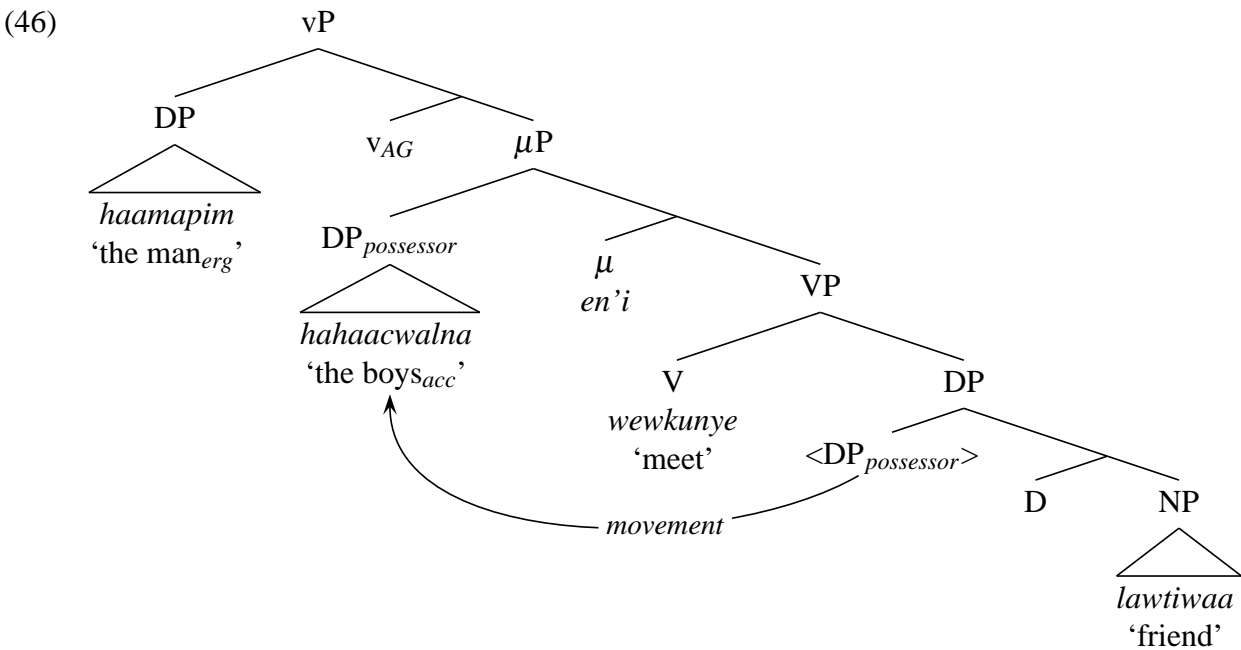 (46)
vP
DP
v_AG
μP
haamapim
‘the man_erg’
DP_possessor
μ
en’i
VP
hahaacwalna
‘the boys_acc’
V
DP
wewkunye
‘meet’
<DP_possessor>
D
NP
movement
lawtiwaa
‘friend’